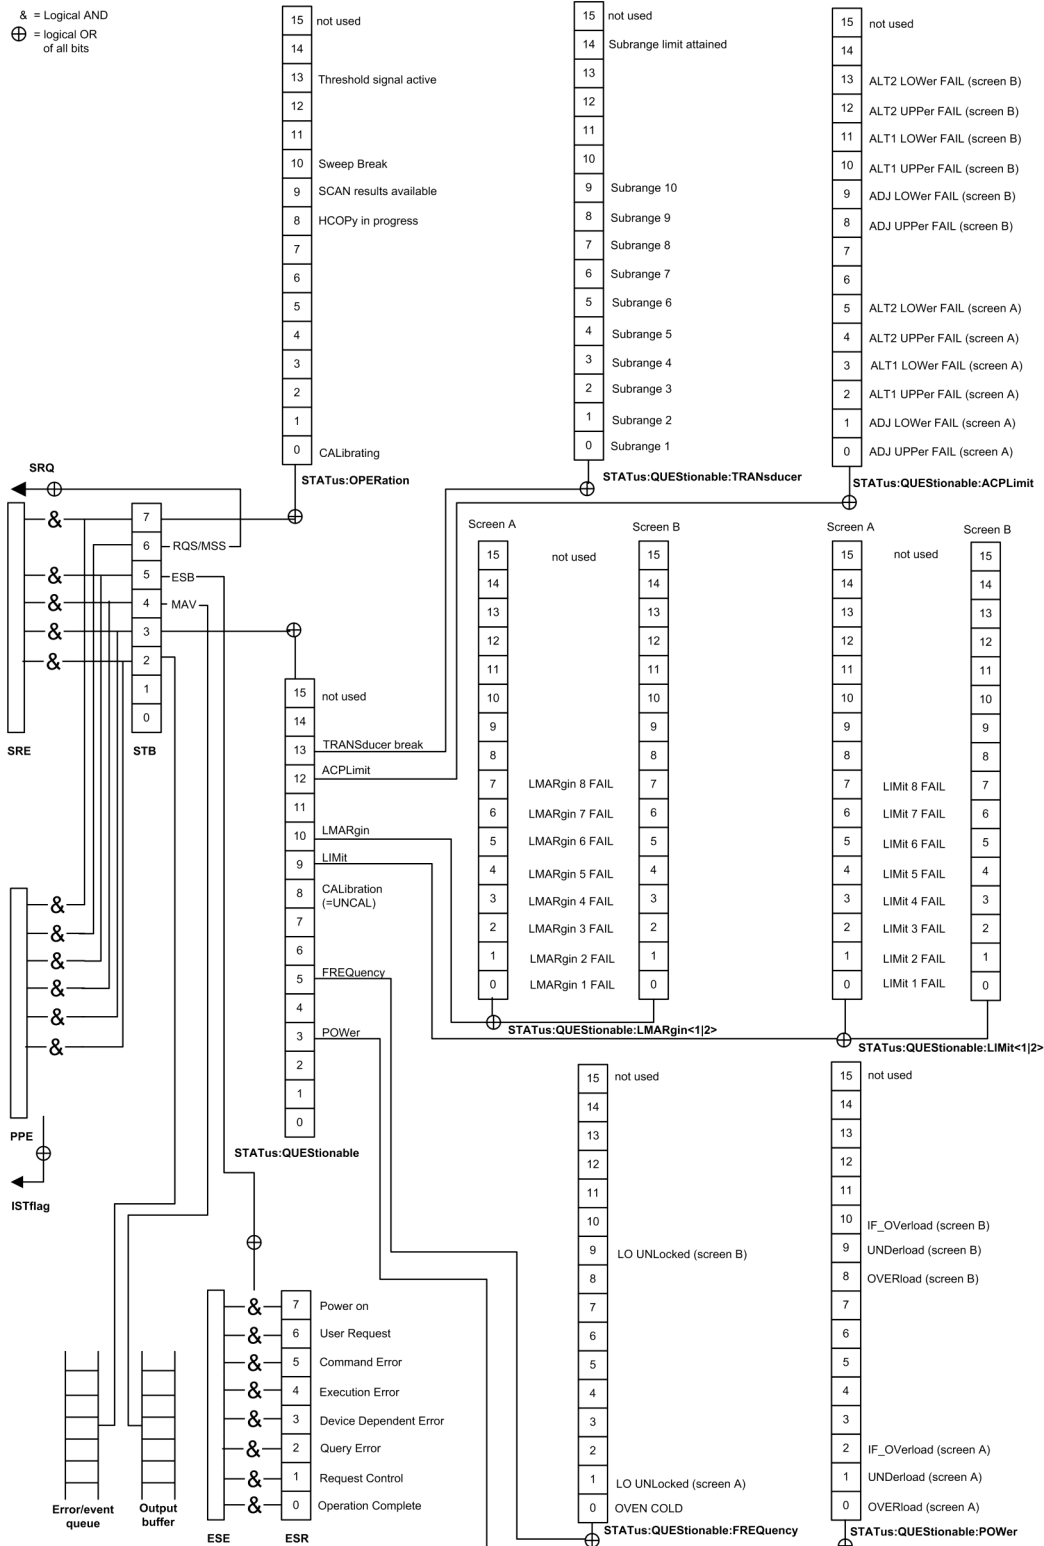 & = Logical AND
⊕ = logical OR
of all bits
15 not used
14
13 Threshold signal active
12
11
10 Sweep Break
9 SCAN results available
8 HCOPy in progress
7
6
5
4
3
2
1
0 CALibrating
STATus:OPERation
15 not used
14 Subrange limit attained
13
12
11
10
9 Subrange 10
8 Subrange 9
7 Subrange 8
6 Subrange 7
5 Subrange 6
4 Subrange 5
3 Subrange 4
2 Subrange 3
1 Subrange 2
0 Subrange 1
STATus:QUEStionable:TRANsducer
15 not used
14
13 ALT2 LOWer FAIL (screen B)
12 ALT2 UPPer FAIL (screen B)
11 ALT1 LOWer FAIL (screen B)
10 ALT1 UPPer FAIL (screen B)
9 ADJ LOWer FAIL (screen B)
8 ADJ UPPer FAIL (screen B)
7
6
5 ALT2 LOWer FAIL (screen A)
4 ALT2 UPPer FAIL (screen A)
3 ALT1 LOWer FAIL (screen A)
2 ALT1 UPPer FAIL (screen A)
1 ADJ LOWer FAIL (screen A)
0 ADJ UPPer FAIL (screen A)
STATus:QUEStionable:ACPLimit
SRQ
& 7
6 RQS/MSS
& 5 ESB
& 4 MAV
& 3
& 2
1
0
SRE STB
15 not used
14
13 TRANSducer break
12 ACPLimit
11
10 LMARgin
9 LIMit
8 CALibration
(=UNCAL)
7
6
5 FREQuency
4
3 POWer
2
1
0
STATus:QUEStionable
Screen A Screen B
15 not used 15
14 14
13 13
12 12
11 11
10 10
9 9
8 8
7 LMARgin 8 FAIL 7
6 LMARgin 7 FAIL 6
5 LMARgin 6 FAIL 5
4 LMARgin 5 FAIL 4
3 LMARgin 4 FAIL 3
2 LMARgin 3 FAIL 2
1 LMARgin 2 FAIL 1
0 LMARgin 1 FAIL 0
STATus:QUEStionable:LMARgin<1|2>
Screen A Screen B
15 not used 15
14 14
13 13
12 12
11 11
10 10
9 9
8 8
7 LIMit 8 FAIL 7
6 LIMit 7 FAIL 6
5 LIMit 6 FAIL 5
4 LIMit 5 FAIL 4
3 LIMit 4 FAIL 3
2 LIMit 3 FAIL 2
1 LIMit 2 FAIL 1
0 LIMit 1 FAIL 0
STATus:QUEStionable:LIMit<1|2>
&
&
&
&
&
&
PPE
ISTflag
Error/event
queue
Output
buffer
& 7 Power on
& 6 User Request
& 5 Command Error
& 4 Execution Error
& 3 Device Dependent Error
& 2 Query Error
& 1 Request Control
& 0 Operation Complete
ESE ESR
15 not used
14
13
12
11
10
9 LO UNLocked (screen B)
8
7
6
5
4
3
2
1 LO UNLocked (screen A)
0 OVEN COLD
STATus:QUEStionable:FREQuency
15 not used
14
13
12
11
10 IF_OVerload (screen B)
9 UNDerload (screen B)
8 OVERload (screen B)
7
6
5
4
3
2 IF_OVerload (screen A)
1 UNDerload (screen A)
0 OVERload (screen A)
STATus:QUEStionable:POWer